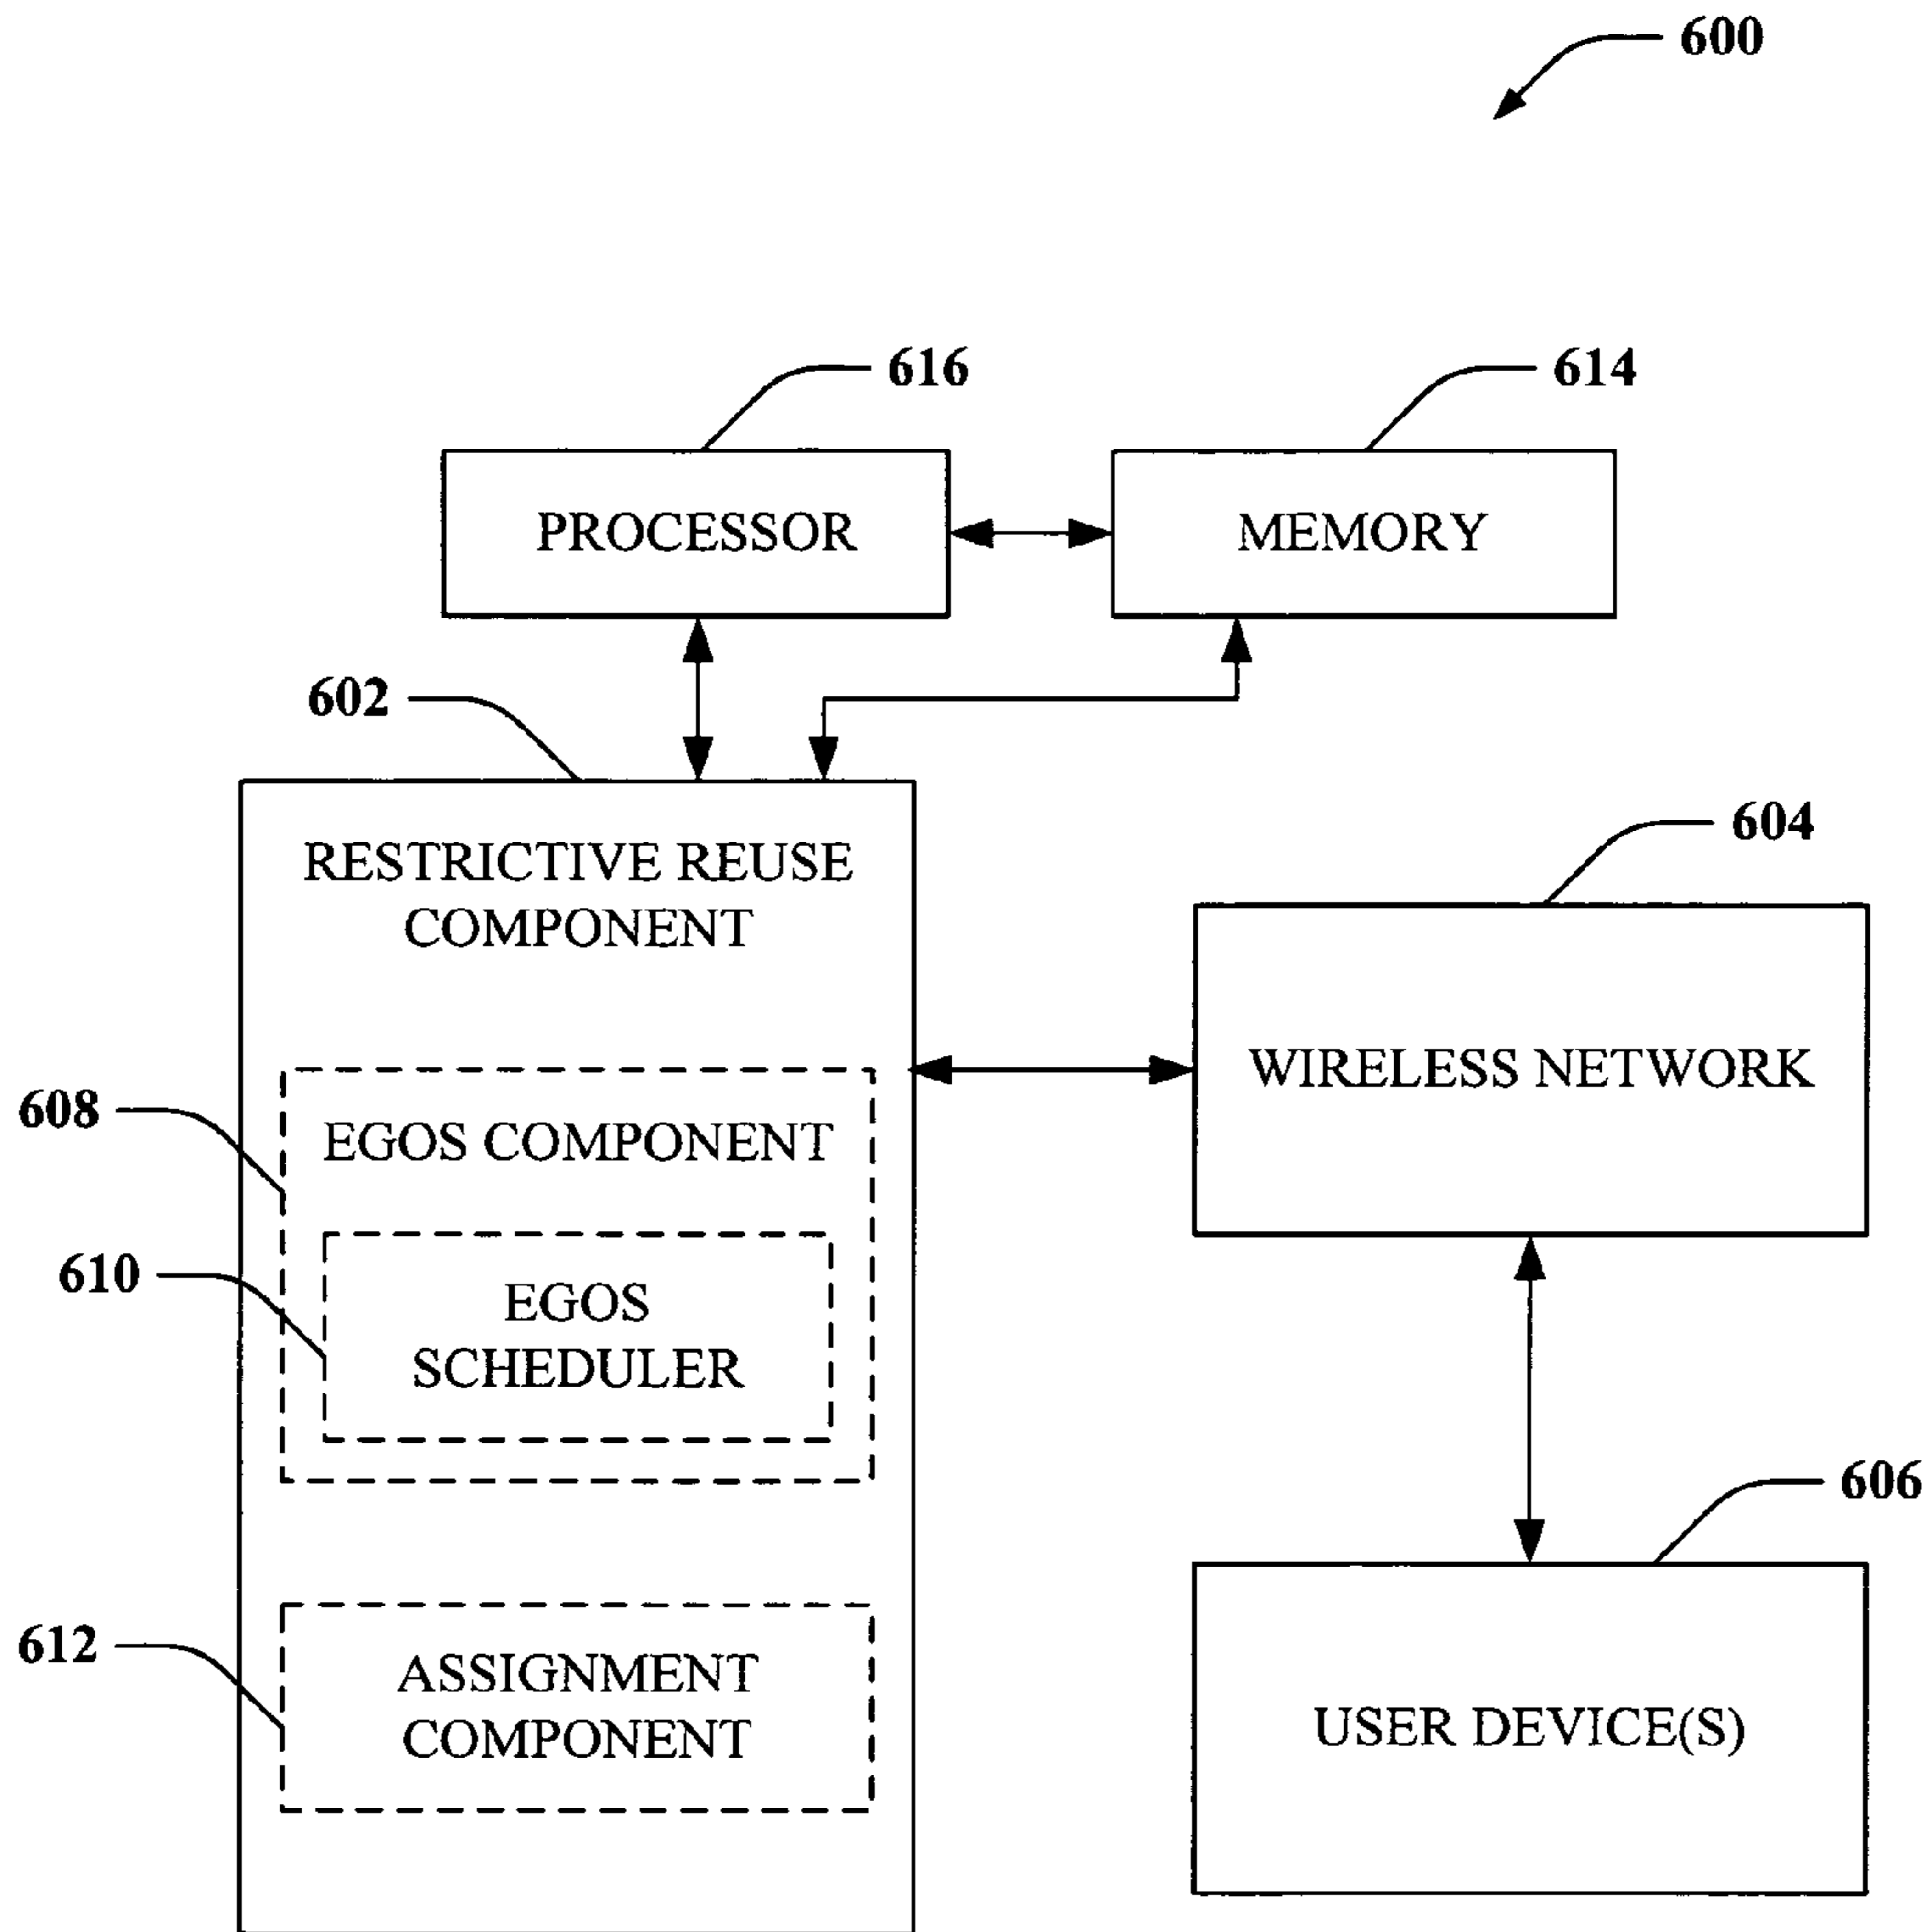 600
616
614
PROCESSOR
MEMORY
602
604
RESTRICTIVE REUSE
COMPONENT
WIRELESS NETWORK
608
EGOS COMPONENT
610
EGOS
SCHEDULER
606
612
ASSIGNMENT
COMPONENT
USER DEVICE(S)